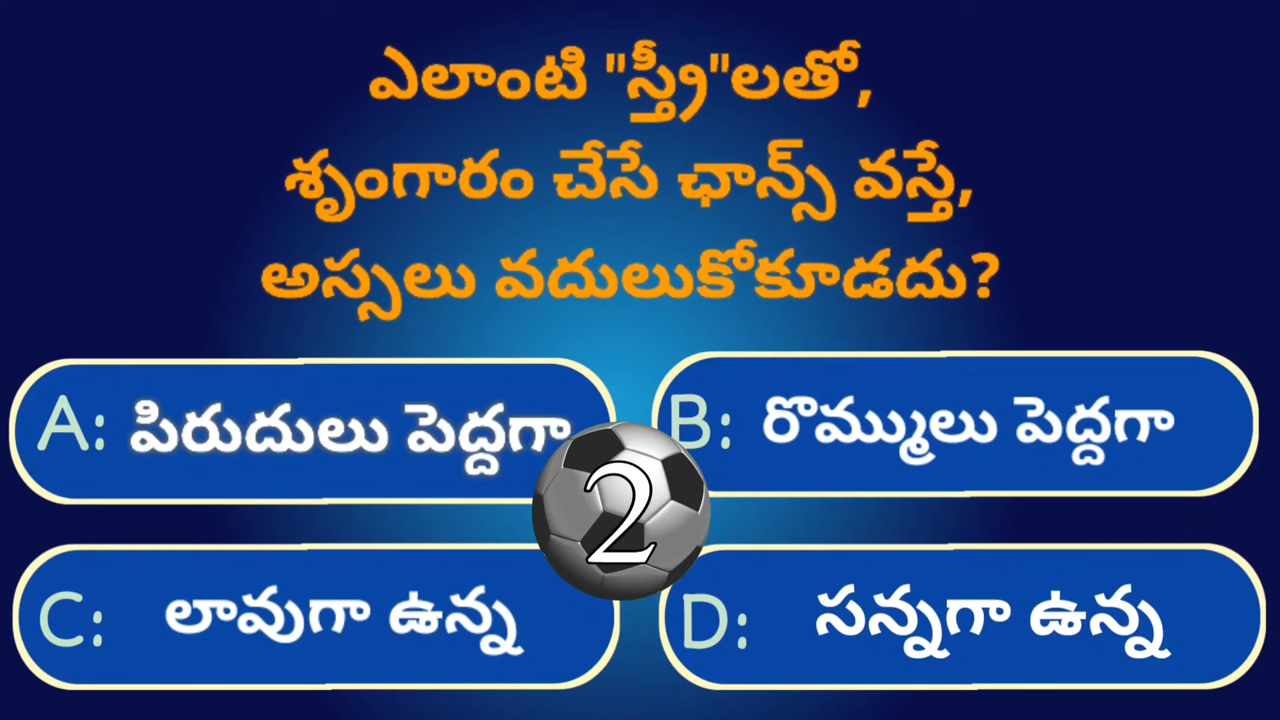 ఎలాంటి "స్త్రీ"లతో,
శృంగారం చేసే ఛాన్స్ వస్తే,
అస్సలు వదులుకోకూడదు?
A: పిరుదులు పెద్దగా
B: రొమ్ములు పెద్దగా
2
C: లావుగా ఉన్న
D: సన్నగా ఉన్న